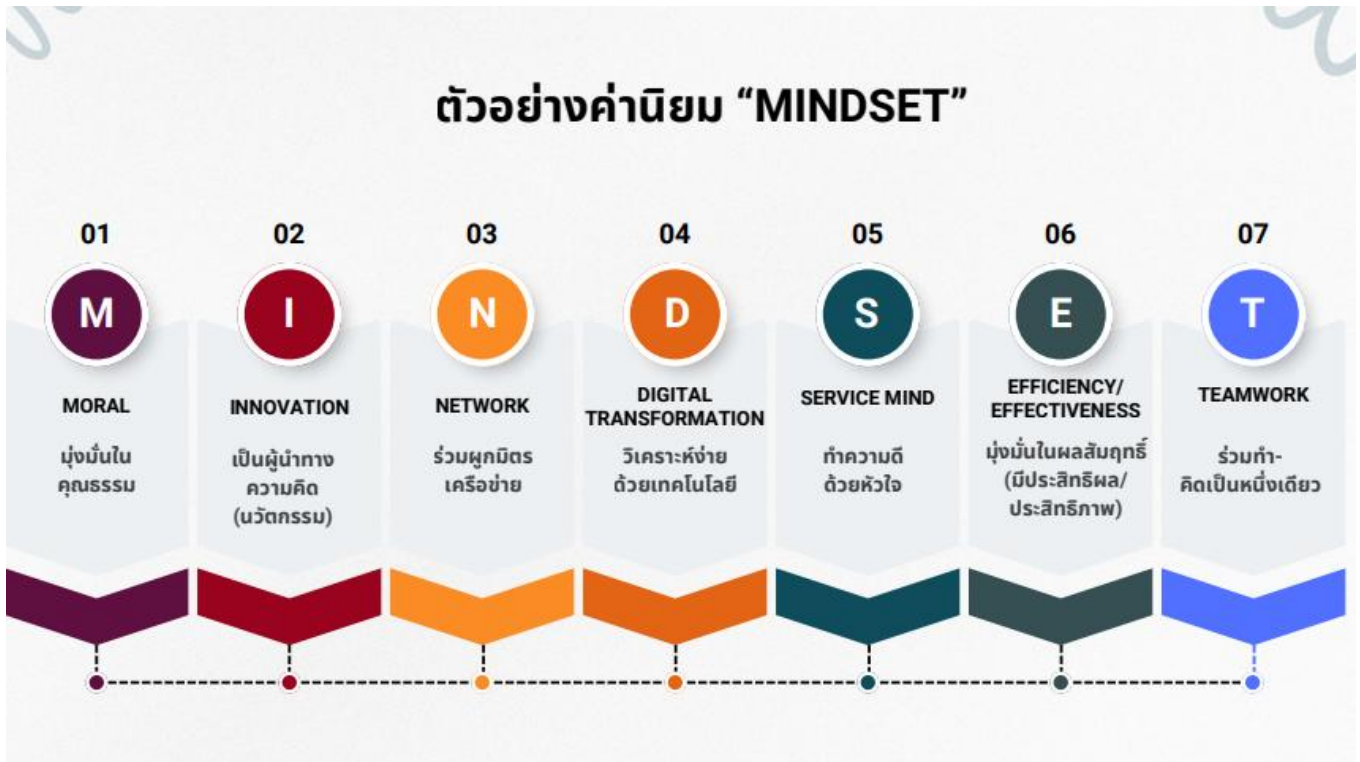 ตัวอย่างค่านิยม “MINDSET”
01
M
MORAL
มุ่งมั่นใน
คุณธรรม
02
I
INNOVATION
เป็นผู้นำทาง
ความคิด
(นวัตกรรม)
03
N
NETWORK
ร่วมผูกมิตร
เครือข่าย
04
D
DIGITAL
TRANSFORMATION
วิเคราะห์ง่าย
ด้วยเทคโนโลยี
05
S
SERVICE MIND
ทำความดี
ด้วยหัวใจ
06
E
EFFICIENCY/
EFFECTIVENESS
มุ่งมั่นในผลสัมฤทธิ์
(มีประสิทธิผล/
ประสิทธิภาพ)
07
T
TEAMWORK
ร่วมทำ-
คิดเป็นหนึ่งเดียว